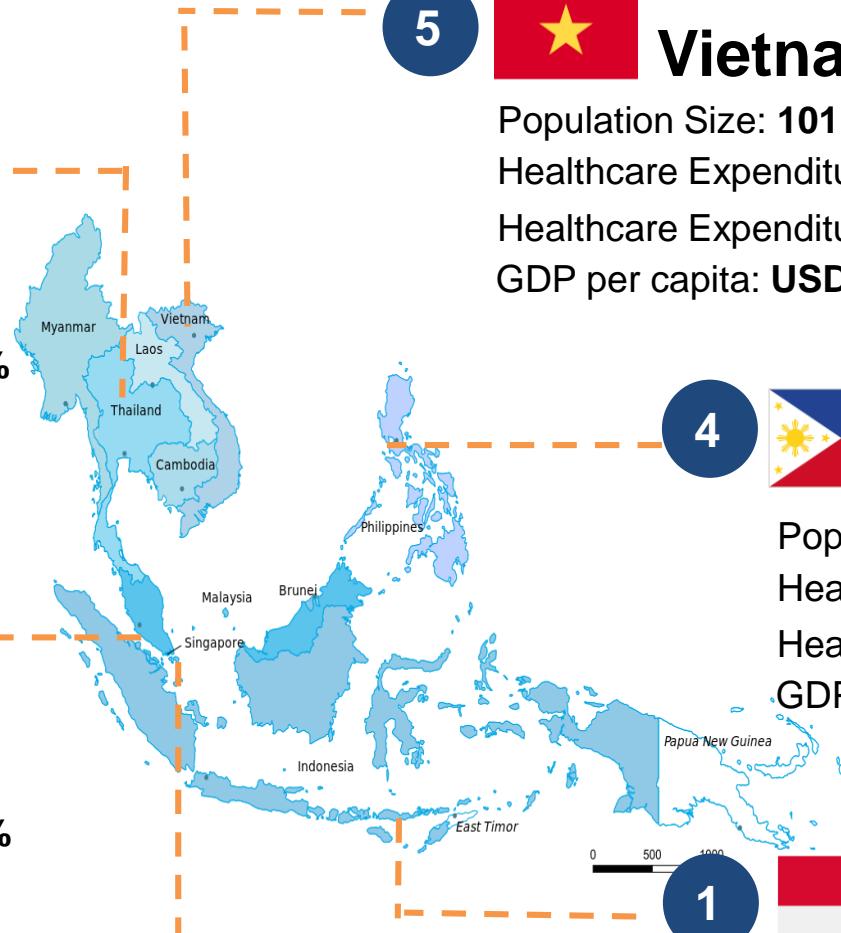 5
Vietna
Population Size: 101
Healthcare Expenditu
Healthcare Expenditu
GDP per capita: USD
Myanmar
Vietnam
Laos
%
Thailand
4
Cambodia
Philippines
Pop
Hea
Malaysia
Brunei
Singapore
Hea
GDP
Papua New Guinea
Indonesia
%
East Timor
0 500 1000
1